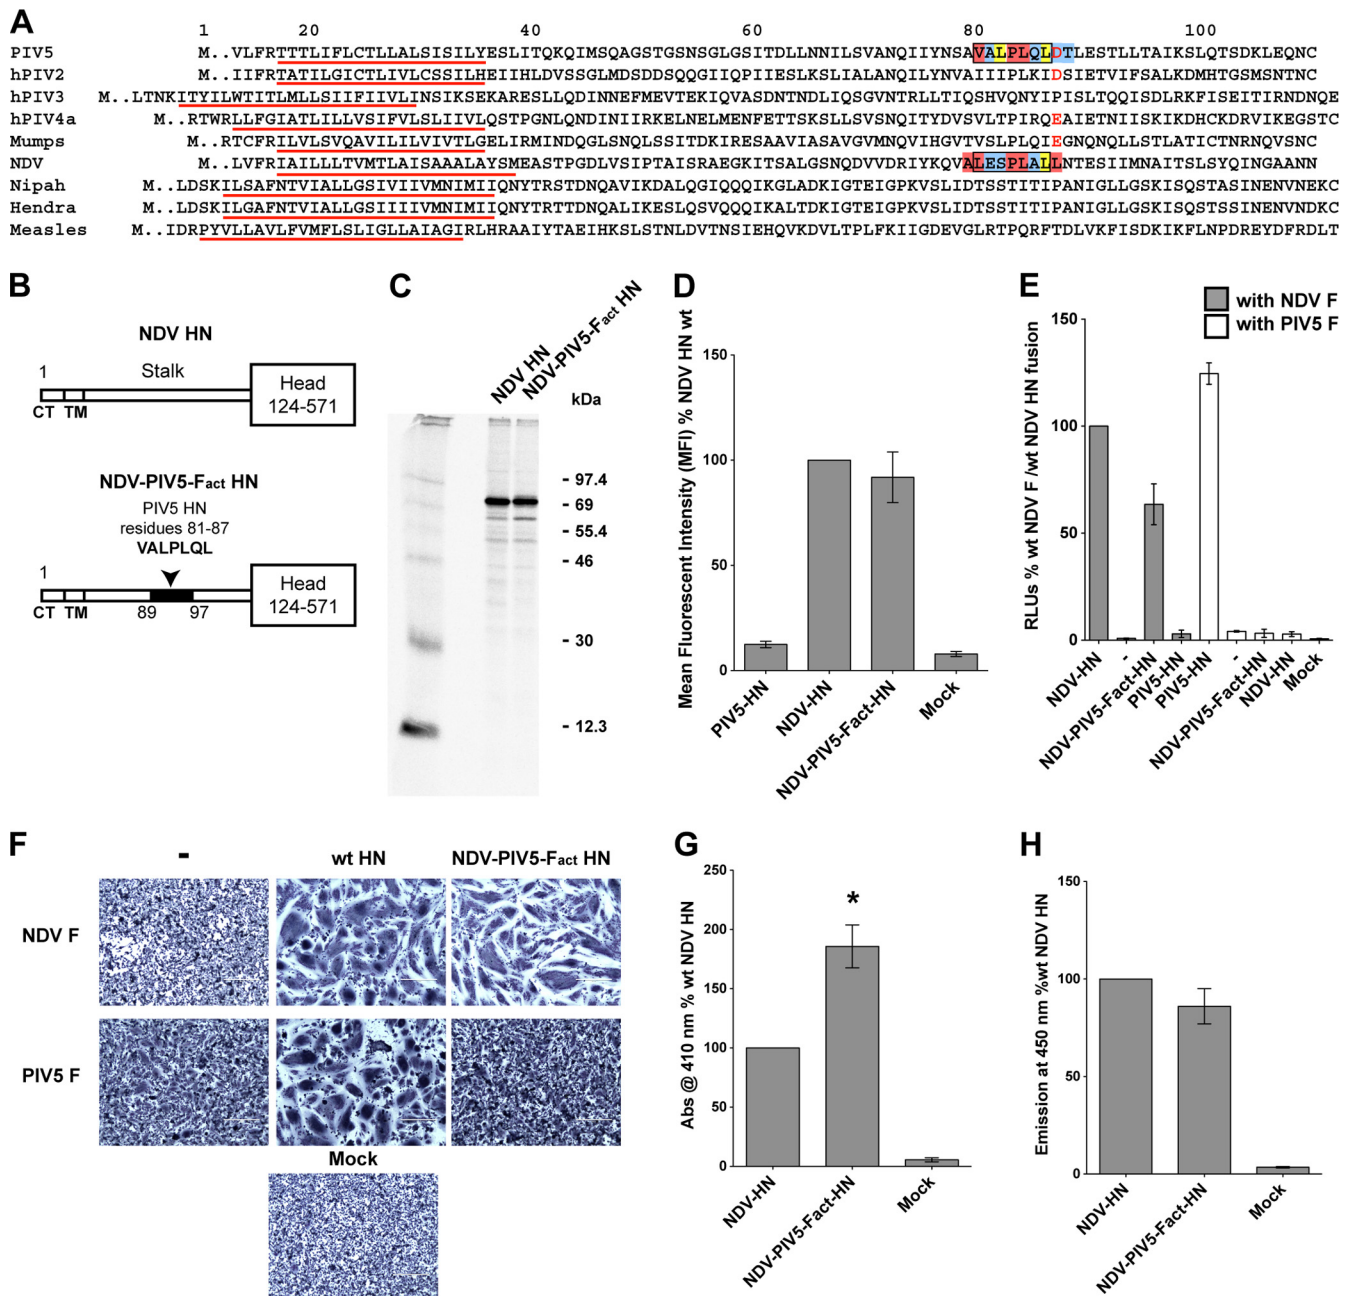 A
1 20 40 60 80 100
PIV5 M..VLFRTTTLIFLCTLLALSISILYESLITQKQIMSQAGSTGSNSGLGSITDLLNNILSVANQIIYNSAVALPLQLDTLESTLLTAIKSLQTSDKLEQNC
hPIV2 M..IIFRTATILGICTLIVLCSSILHEIIHLDVSSGLMDSDDSQQGIIQPIIESLKSLIALANQILYNVAIIIPLKIDSIETVIFSALKDMHTGSMSNTNC
hPIV3 M..LTNKITYILWTITLMLLSIIFIIVLINSIKSEKARESLLQDINNEFMEVTEKIQVASDNTNDLIQSGVNTRLLTIQSHVQNYIPISLTQQISDLRKFISEITIRNDNQE
hPIV4a M..RTWRLLFGIATLILLVSIFVLSLIIVLQSTPGNLQNDINIIRKELNELMENFETTSKSLLSVSNQITYDVSVLTPIRQEAIETNIISKIKDHCKDRVIKEGSTC
Mumps M..RTCFRILVLSVQAVILILVIVTLGELIRMINDQGLSNQLSSIADKIRESATMIASAVGVMNQVIHGVTVSLPLQIEGNQNQLLSTLATICTNRNQVSNC
NDV M..LVFRIAILLLTVMTLAISAAALAYSMEASTPGDLVSIPTAISRAEGKITSALGSNQDVVDRIYKQVALESPLALLNTESIIMNAITSLSYQINGAANN
Nipah M..LDSKILSAFNTVIALLGSIVIIVMNIMIIQNYTRSTDNQAVIKDALQGIQQQIKGLADKIGTEIGPKVSLIDTSSTITIPANIGLLGSKISQSTASINENVNEKC
Hendra M..LDSKILGAFNTVIALLGSIIIIVMNIMIIQNYTRTTDNQALIKESLQSVQQQIKALTDKIGTEIGPKVSLIDTSSTITIPANIGLLGSKISQSTSSINENVNDKC
Measles M..IDRPYVLLAVLFVMFLSLIGLLAIAGIRLHRAAIYTAEIHKSLSTNLDVTNSIEHQVKDVLTPLFKIIGDEVGLRTPQRFTDLVKFISDKIKFLNPDREYDFRDLT
B
NDV HN
1
Stalk
Head
124-571
CT TM
NDV-PIV5-Fact HN
PIV5 HN
residues 81-87
VALPLQL
1
Head
124-571
CT TM 89 97
C
NDV HN
NDV-PIV5-Fact HN
kDa
- 97.4
- 69
- 55.4
- 46
- 30
- 12.3
D
Mean Fluorescent Intensity (MFI) % NDV HN wt
150
100
50
0
PIV5-HN
NDV-HN
NDV-PIV5-Fact-HN
Mock
E
with NDV F
with PIV5 F
RLUs % wt NDV F /wt NDV HN fusion
150
100
50
0
NDV-HN
-
NDV-PIV5-Fact-HN
PIV5-HN
PIV5-HN
-
NDV-PIV5-Fact-HN
NDV-HN
Mock
F
- wt HN NDV-PIV5-Fact HN
NDV F
PIV5 F
Mock
G
Abs @ 410 nm % wt NDV HN
250
200
150
100
50
0
*
NDV-HN
NDV-PIV5-Fact-HN
Mock
H
Emission at 450 nm %wt NDV HN
150
100
50
0
NDV-HN
NDV-PIV5-Fact-HN
Mock